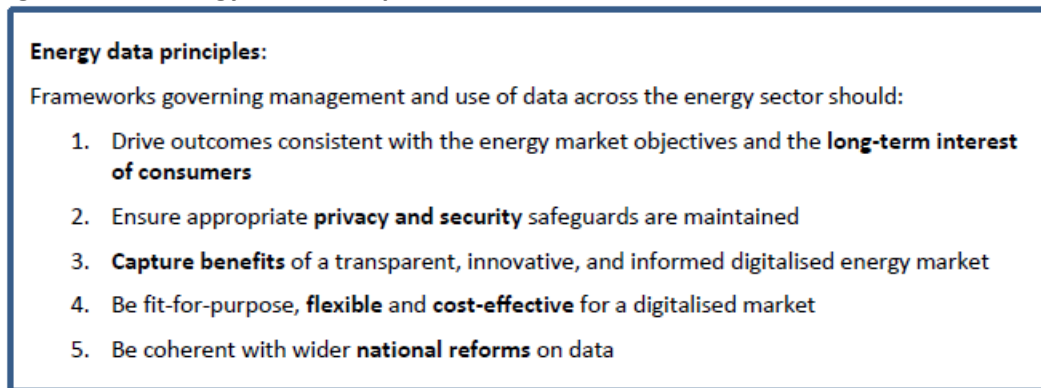 Energy data principles:
Frameworks governing management and use of data across the energy sector should:
1. Drive outcomes consistent with the energy market objectives and the long-term interest
of consumers
2. Ensure appropriate privacy and security safeguards are maintained
3. Capture benefits of a transparent, innovative, and informed digitalised energy market
4. Be fit-for-purpose, flexible and cost-effective for a digitalised market
5. Be coherent with wider national reforms on data